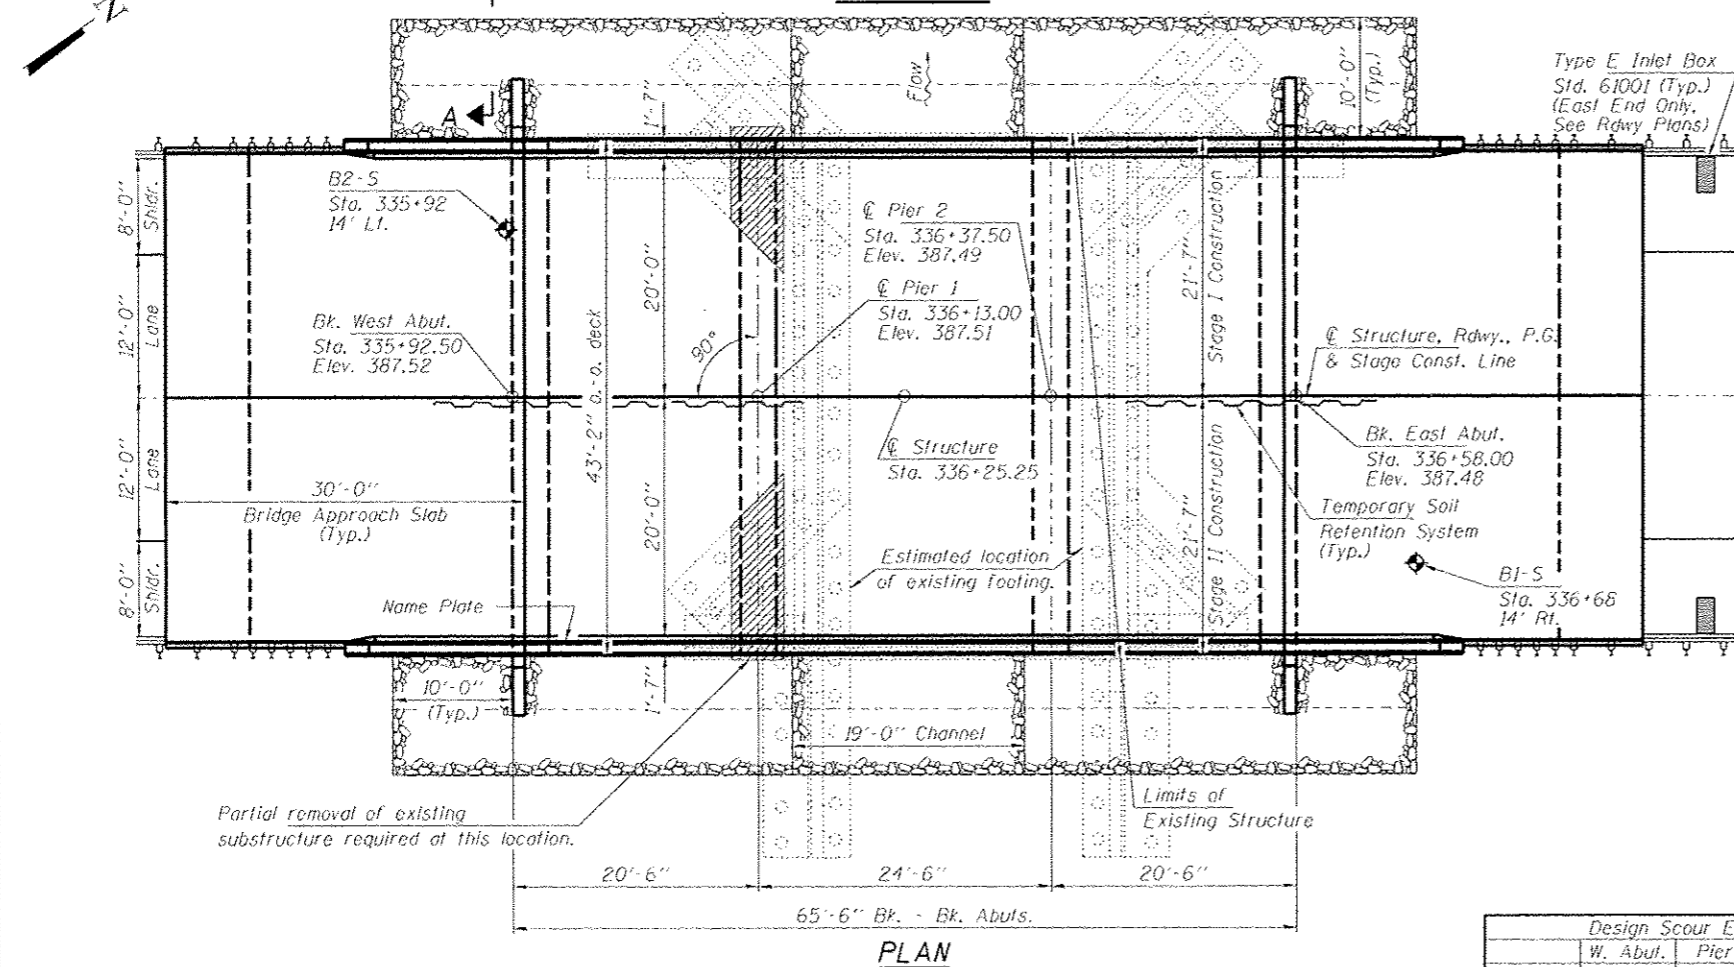 N
A
Flow
10'-0"
(Typ.)
Type E Inlet Box
Std. 61001 (Typ.)
(East End Only.
See Rdwy Plans)
1'-7"
8'-0"
Shldr.
12'-0"
Lane
12'-0"
Lane
8'-0"
Shldr.
B2-S
Sta. 335+92
14' Lt.
20'-0"
℄ Pier 2
Sta. 336+37.50
Elev. 387.49
℄ Pier 1
Sta. 336+13.00
Elev. 387.51
21'-7"
Stage I Construction
Bk. West Abut.
Sta. 335+92.50
Elev. 387.52
90°
43'-2" o.-o. deck
℄ Structure, Rdwy., P.G.
& Stage Const. Line
℄ Structure
Sta. 336+25.25
Bk. East Abut.
Sta. 336+58.00
Elev. 387.48
30'-0"
Bridge Approach Slab
(Typ.)
20'-0"
21'-7"
Stage II Construction
Temporary Soil
Retention System
(Typ.)
Estimated location
of existing footing.
B1-S
Sta. 336+68
14' Rt.
Name Plate
10'-0"
(Typ.)
1'-7"
19'-0" Channel
Partial removal of existing
substructure required at this location.
Limits of
Existing Structure
20'-6"
24'-6"
20'-6"
65'-6" Bk. - Bk. Abuts.
PLAN
Design Scour E
W. Abut.
Pier